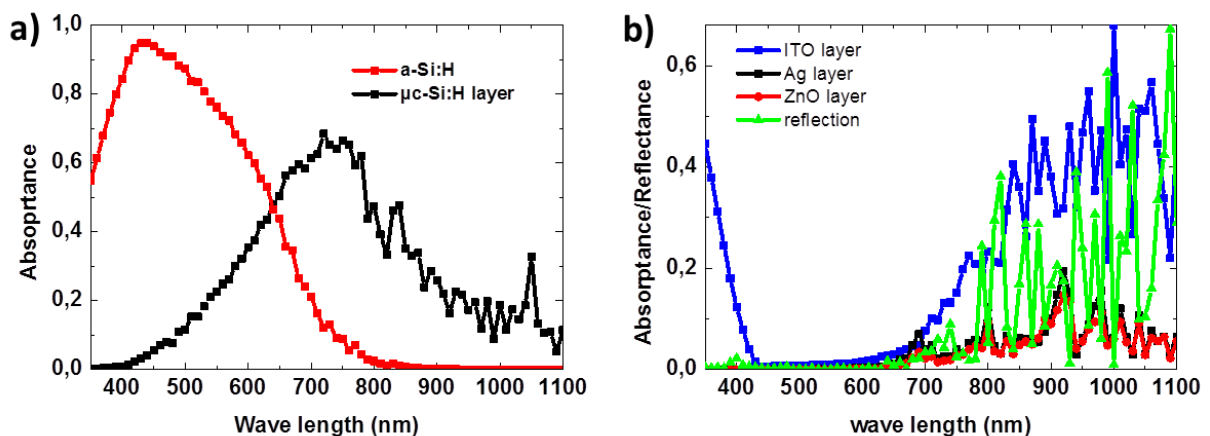 a)
1,0
0,8
0,6
0,4
0,2
0,0
Absoprtance
a-Si:H
µc-Si:H layer
400 500 600 700 800 900 1000 1100
Wave length (nm)
b)
0,6
0,4
0,2
0,0
Absorptance/Reflectance
ITO layer
Ag layer
ZnO layer
reflection
400 500 600 700 800 900 1000 1100
wave length (nm)